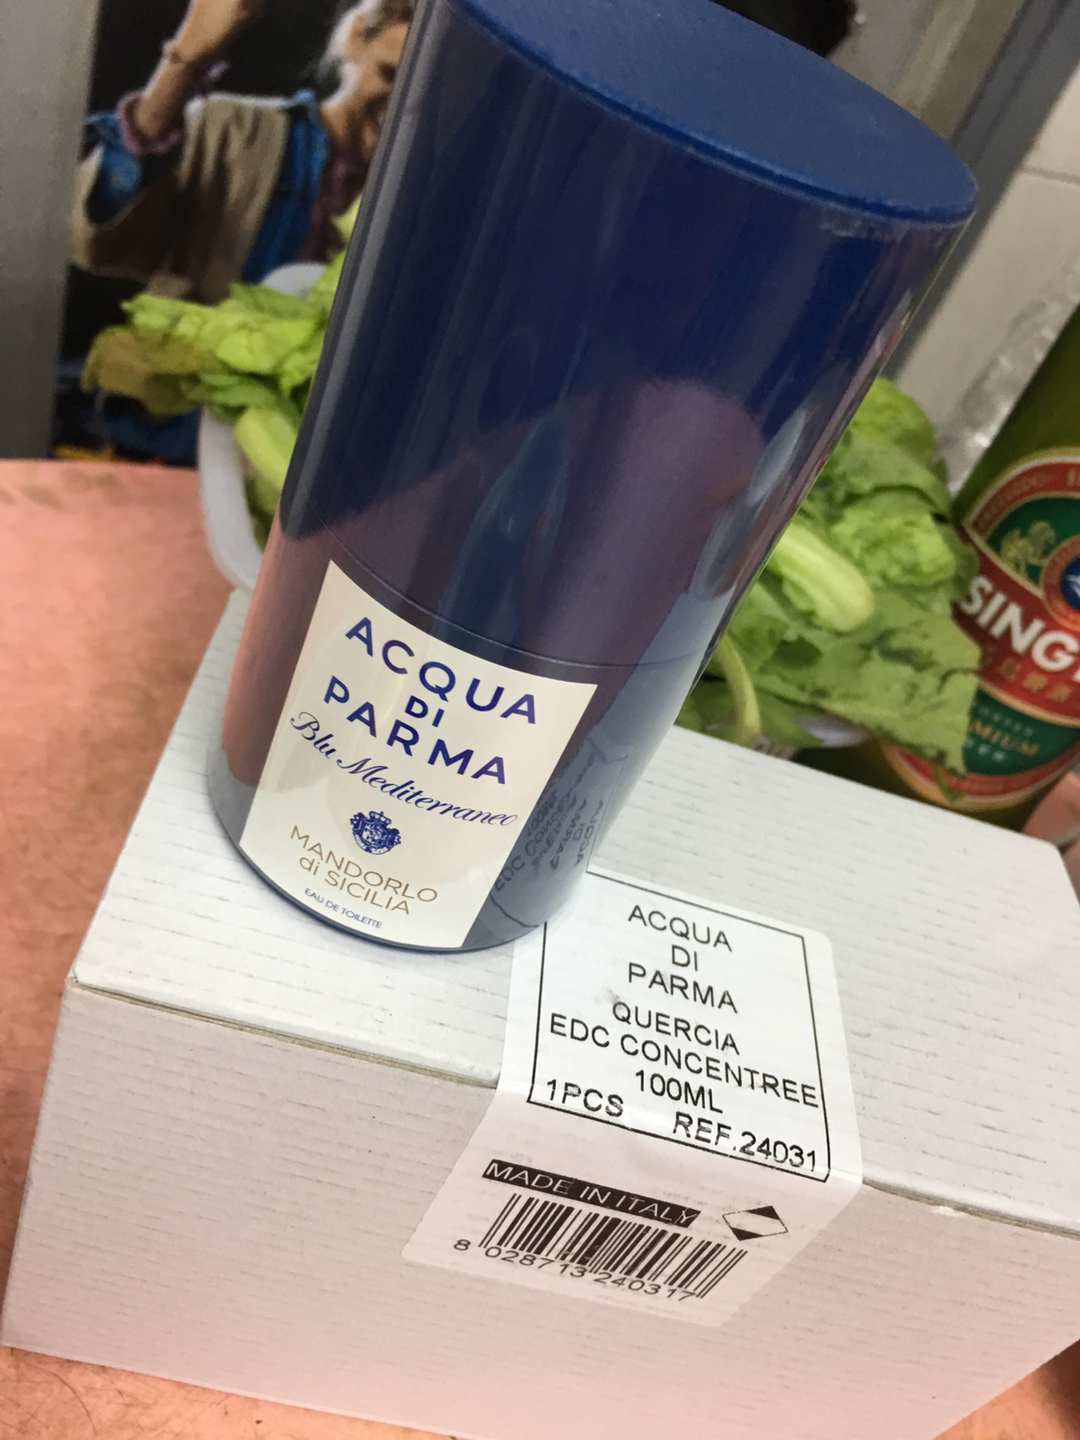 ACQUA
DI
PARMA
Blu Mediterraneo
MANDORLO
di SICILIA
EAU DE TOILETTE
ACQUA
DI
PARMA
QUERCIA
EDC CONCENTREE
100ML
1PCS REF.24031
MADE IN ITALY
8 028713 240317
SING